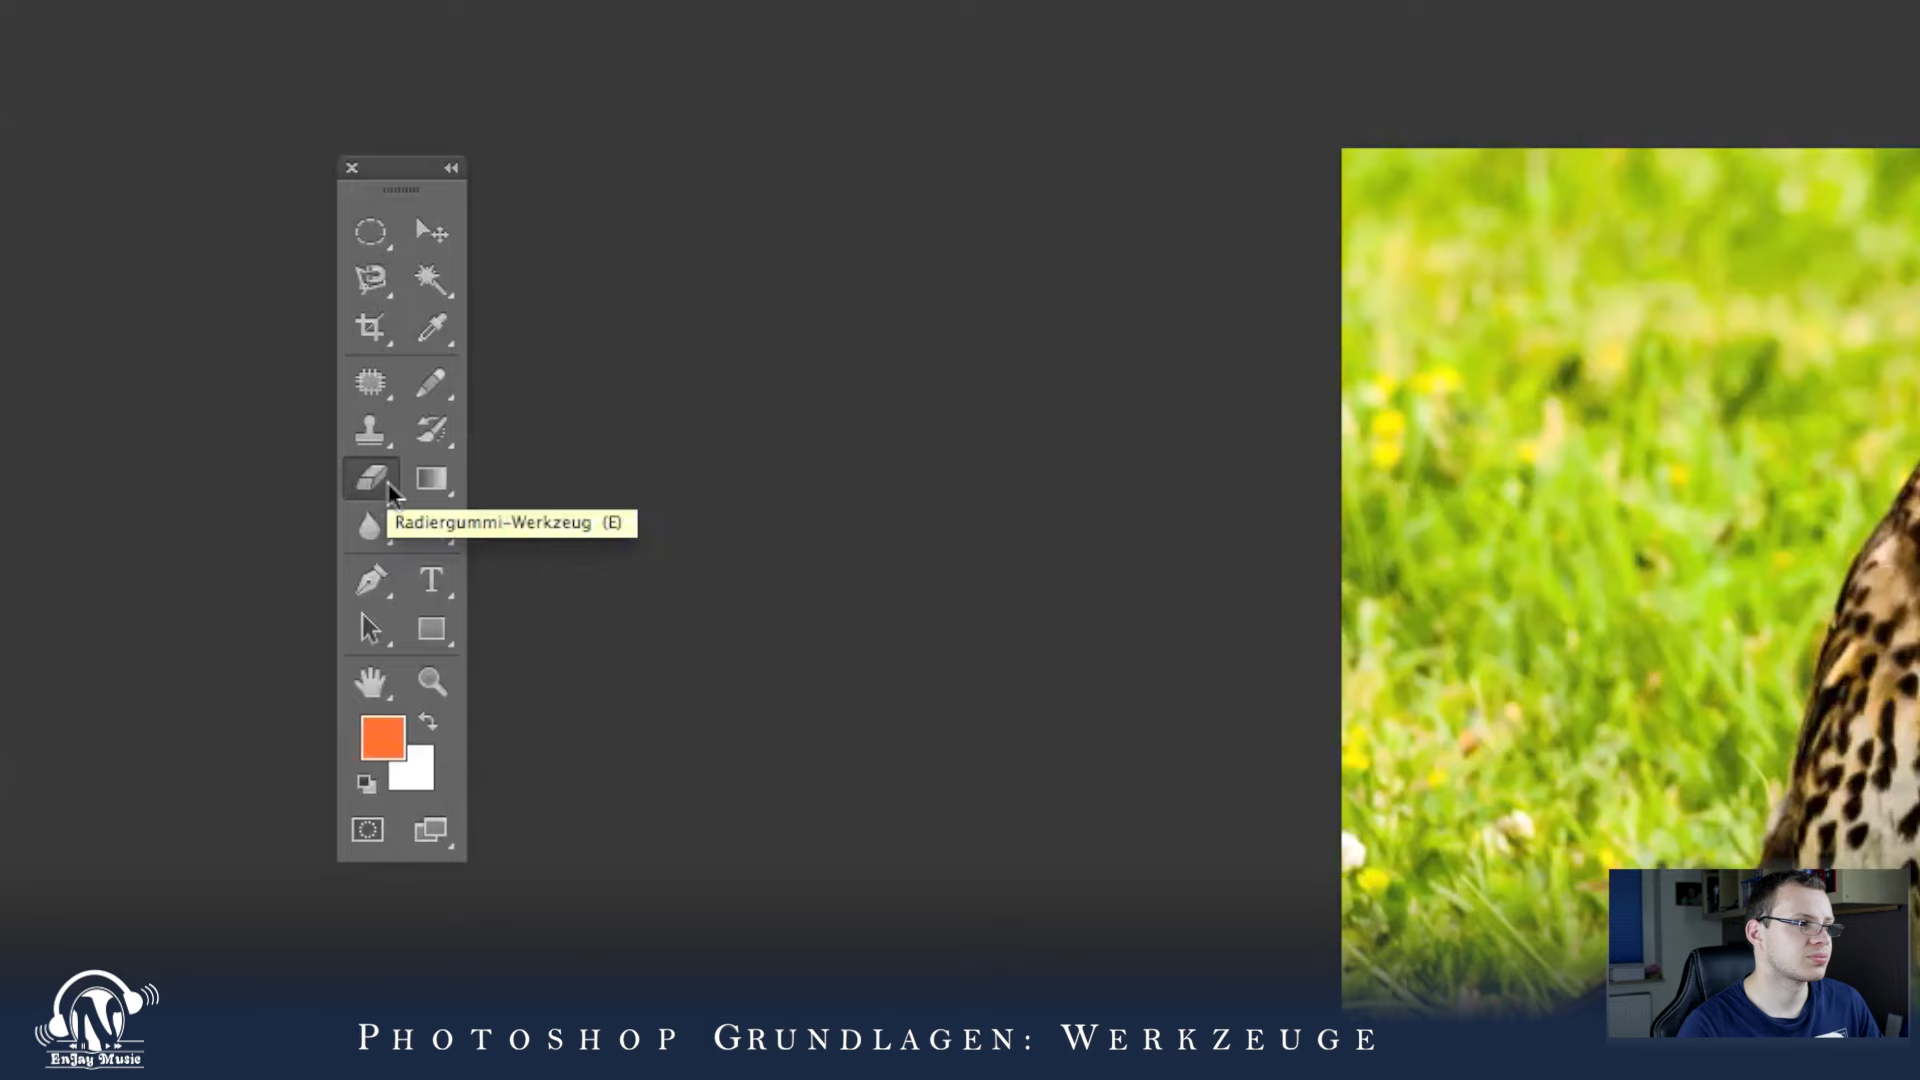 Radiergummi-Werkzeug (E)
T
N
EnJay Music
Photoshop Grundlagen: Werkzeuge